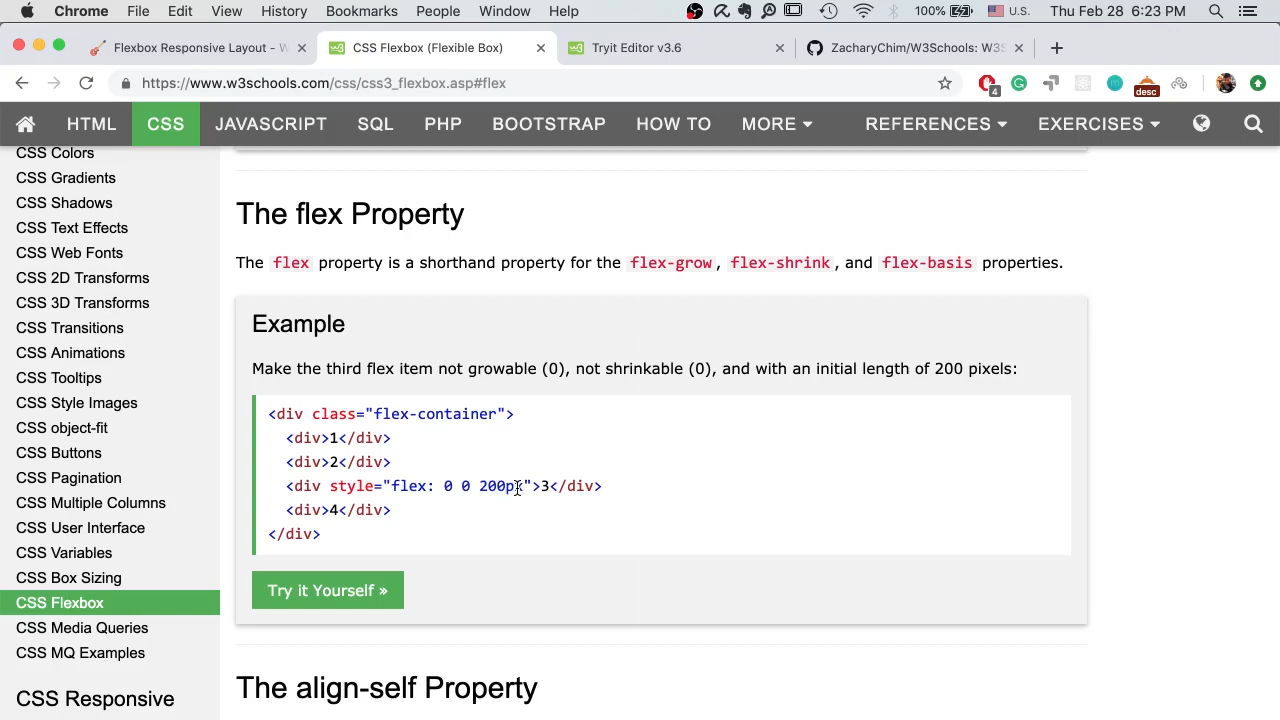 Chrome File Edit View History Bookmarks People Window Help 100% U.S. Thu Feb 28 6:23 PM
Flexbox Responsive Layout - W
CSS Flexbox (Flexible Box)
Tryit Editor v3.6
ZacharyChim/W3Schools: W3S
https://www.w3schools.com/css/css3_flexbox.asp#flex
4
desc
HTML CSS JAVASCRIPT SQL PHP BOOTSTRAP HOW TO MORE REFERENCES EXERCISES
CSS Colors
CSS Gradients
CSS Shadows
CSS Text Effects
CSS Web Fonts
CSS 2D Transforms
CSS 3D Transforms
CSS Transitions
CSS Animations
CSS Tooltips
CSS Style Images
CSS object-fit
CSS Buttons
CSS Pagination
CSS Multiple Columns
CSS User Interface
CSS Variables
CSS Box Sizing
CSS Flexbox
CSS Media Queries
CSS MQ Examples
CSS Responsive
The flex Property
The flex property is a shorthand property for the flex-grow, flex-shrink, and flex-basis properties.
Example
Make the third flex item not growable (0), not shrinkable (0), and with an initial length of 200 pixels:
<div class="flex-container">
<div>1</div>
<div>2</div>
<div style="flex: 0 0 200px">3</div>
<div>4</div>
</div>
Try it Yourself »
The align-self Property